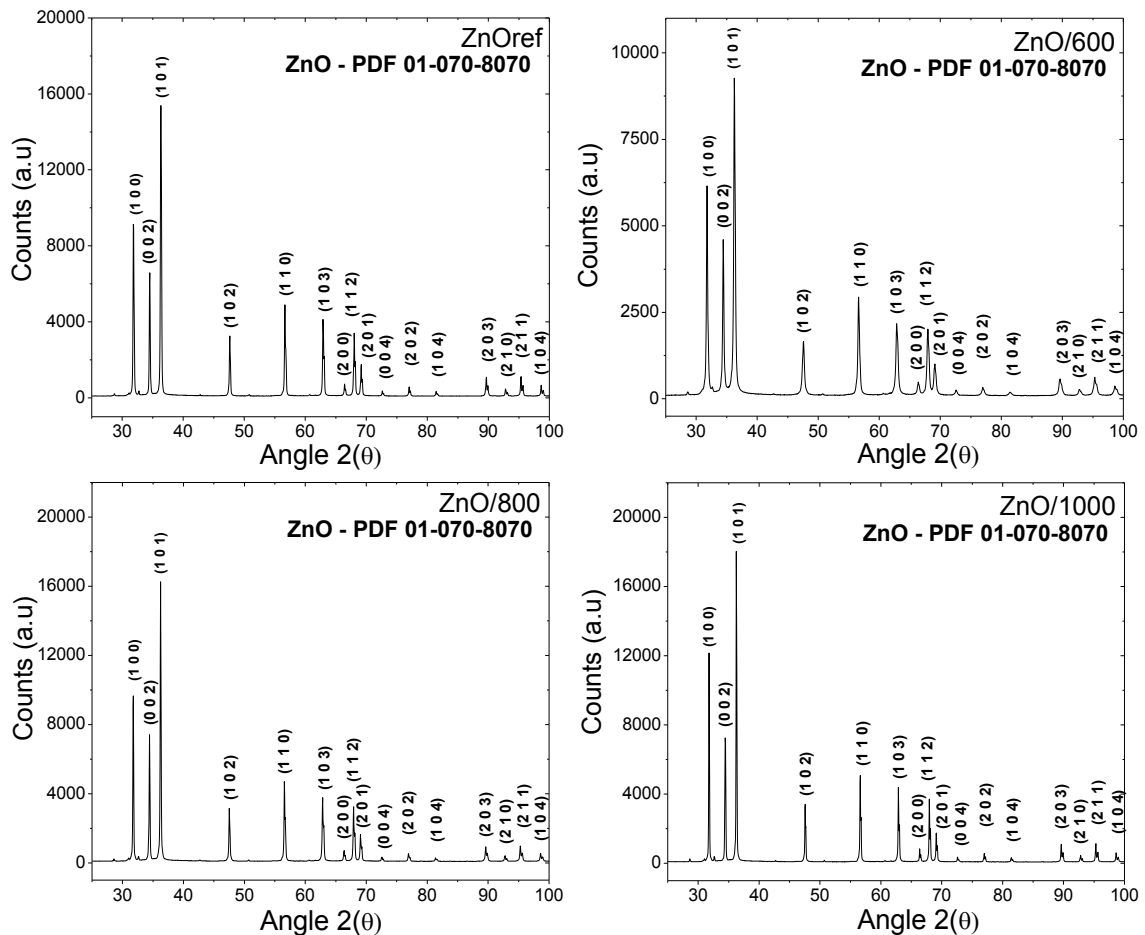 ZnOref
ZnO - PDF 01-070-8070
Counts (a.u)
20000
16000
12000
8000
4000
0
(1 0 0)
(0 0 2)
(1 0 1)
(1 0 2)
(1 1 0)
(1 0 3)
(2 0 0)
(1 1 2)
(2 0 1)
(0 0 4)
(2 0 2)
(1 0 4)
(2 0 3)
(2 1 0)
(2 1 1)
(1 0 4)
30 40 50 60 70 80 90 100
Angle 2(θ)
ZnO/600
ZnO - PDF 01-070-8070
Counts (a.u)
10000
7500
5000
2500
0
(1 0 0)
(0 0 2)
(1 0 1)
(1 0 2)
(1 1 0)
(1 0 3)
(2 0 0)
(1 1 2)
(2 0 1)
(0 0 4)
(2 0 2)
(1 0 4)
(2 0 3)
(2 1 0)
(2 1 1)
(1 0 4)
30 40 50 60 70 80 90 100
Angle 2(θ)
ZnO/800
ZnO - PDF 01-070-8070
Counts (a.u)
20000
16000
12000
8000
4000
0
(1 0 0)
(0 0 2)
(1 0 1)
(1 0 2)
(1 1 0)
(1 0 3)
(2 0 0)
(1 1 2)
(2 0 1)
(0 0 4)
(2 0 2)
(1 0 4)
(2 0 3)
(2 1 0)
(2 1 1)
(1 0 4)
30 40 50 60 70 80 90 100
Angle 2(θ)
ZnO/1000
ZnO - PDF 01-070-8070
Counts (a.u)
20000
16000
12000
8000
4000
0
(1 0 0)
(0 0 2)
(1 0 1)
(1 0 2)
(1 1 0)
(1 0 3)
(2 0 0)
(1 1 2)
(2 0 1)
(0 0 4)
(2 0 2)
(1 0 4)
(2 0 3)
(2 1 0)
(2 1 1)
(1 0 4)
30 40 50 60 70 80 90 100
Angle 2(θ)